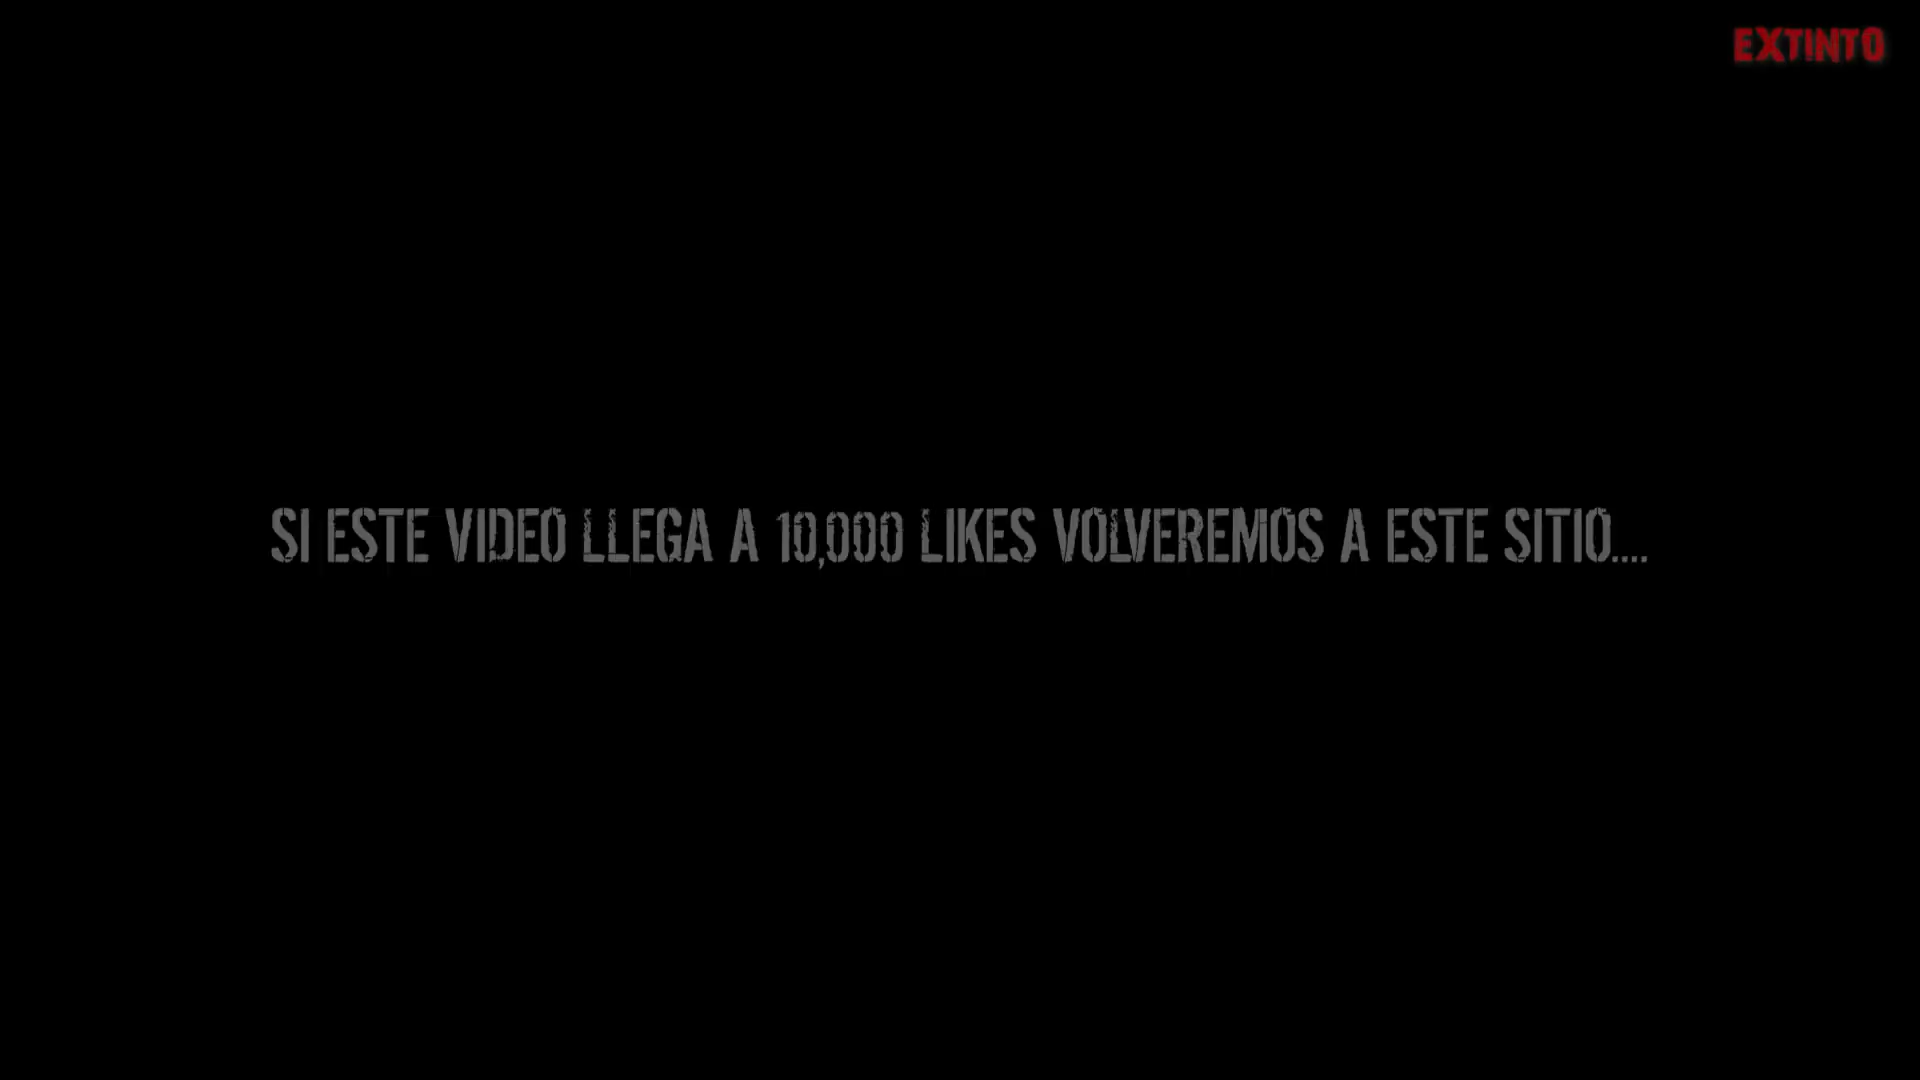 EXTINTO
SI ESTE VIDEO LLEGA A 10,000 LIKES VOLVEREMOS A ESTE SITIO....